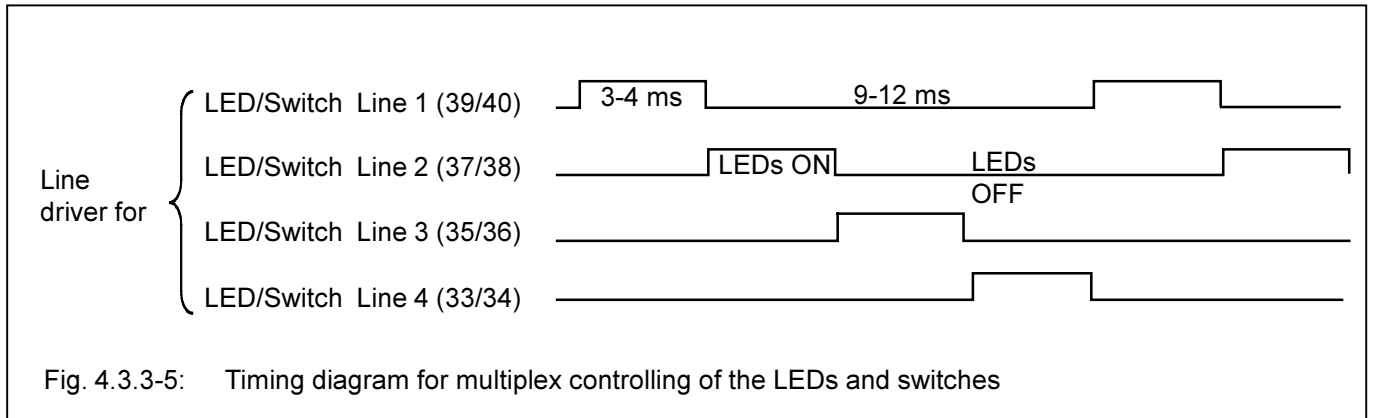 LED/Switch Line 1 (39/40)
3-4 ms
9-12 ms
LED/Switch Line 2 (37/38)
LEDs ON
LEDs
OFF
Line
driver for
LED/Switch Line 3 (35/36)
LED/Switch Line 4 (33/34)
Fig. 4.3.3-5: Timing diagram for multiplex controlling of the LEDs and switches